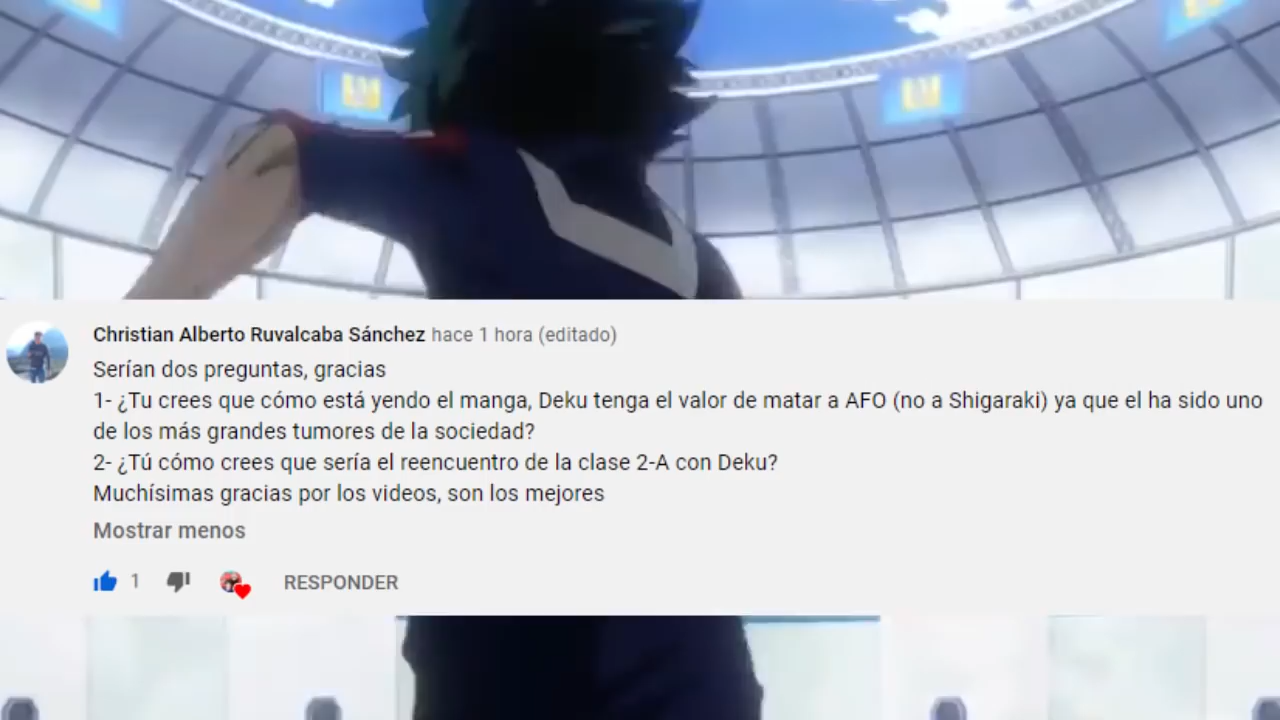 Christian Alberto Ruvalcaba Sánchez hace 1 hora (editado)
Serían dos preguntas, gracias
1- ¿Tu crees que cómo está yendo el manga, Deku tenga el valor de matar a AFO (no a Shigaraki) ya que el ha sido uno
de los más grandes tumores de la sociedad?
2- ¿Tú cómo crees que sería el reencuentro de la clase 2-A con Deku?
Muchísimas gracias por los videos, son los mejores
Mostrar menos
1 RESPONDER